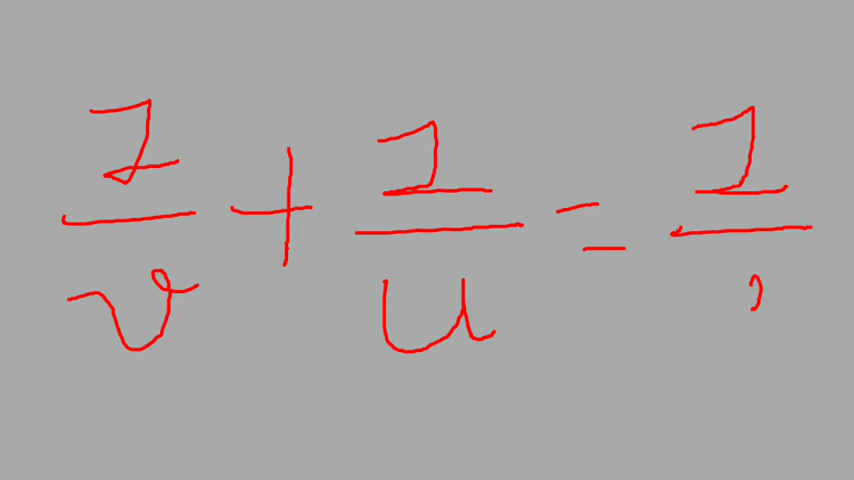 1/v + 1/u = 1/